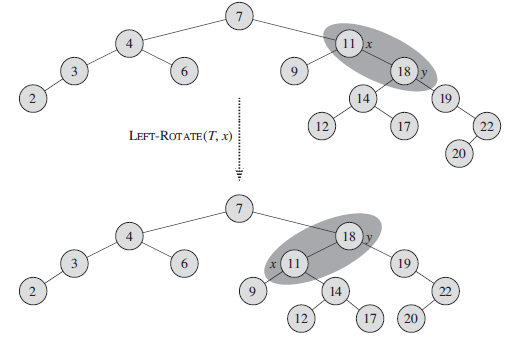 7
4 11 x
3 6 9 18 y
2 14 19
12 17 22
LEFT-ROTATE(T, x)
20
7
4 18 y
3 6 x 11 19
2 9 14 22
12 17 20